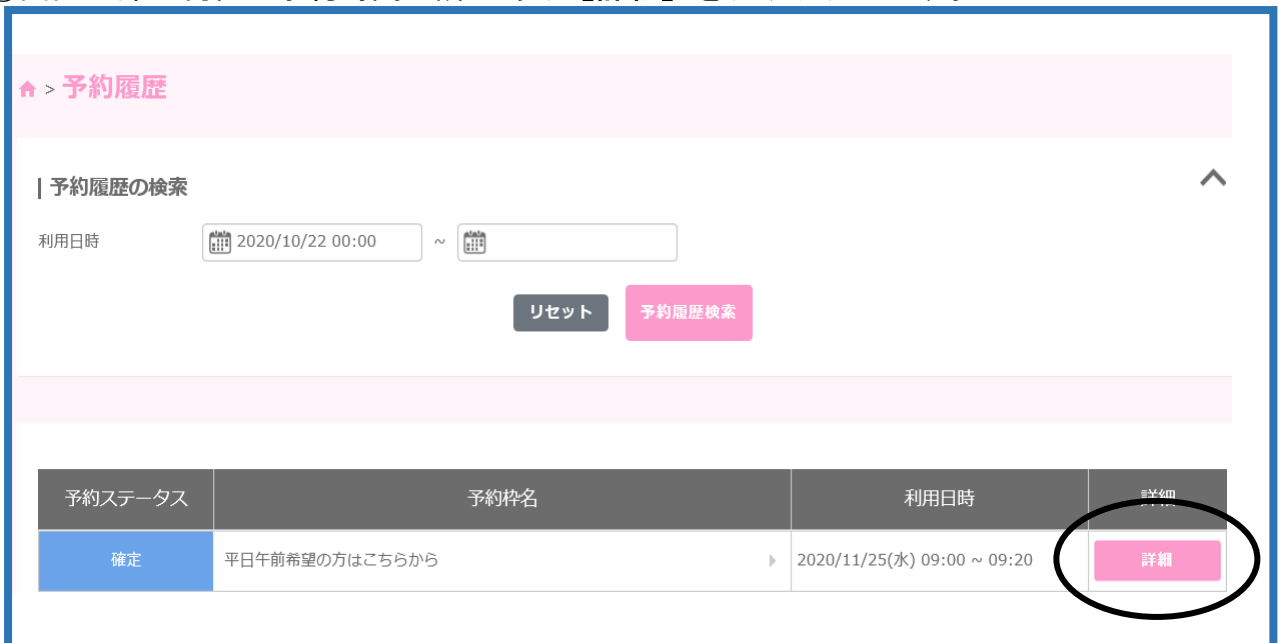 > 予約履歴
| 予約履歴の検索
利用日時 2020/10/22 00:00 ~
リセット 予約履歴検索
予約ステータス 予約枠名 利用日時 詳細
確定 平日午前希望の方はこちらから 2020/11/25(水) 09:00 ~ 09:20 詳細